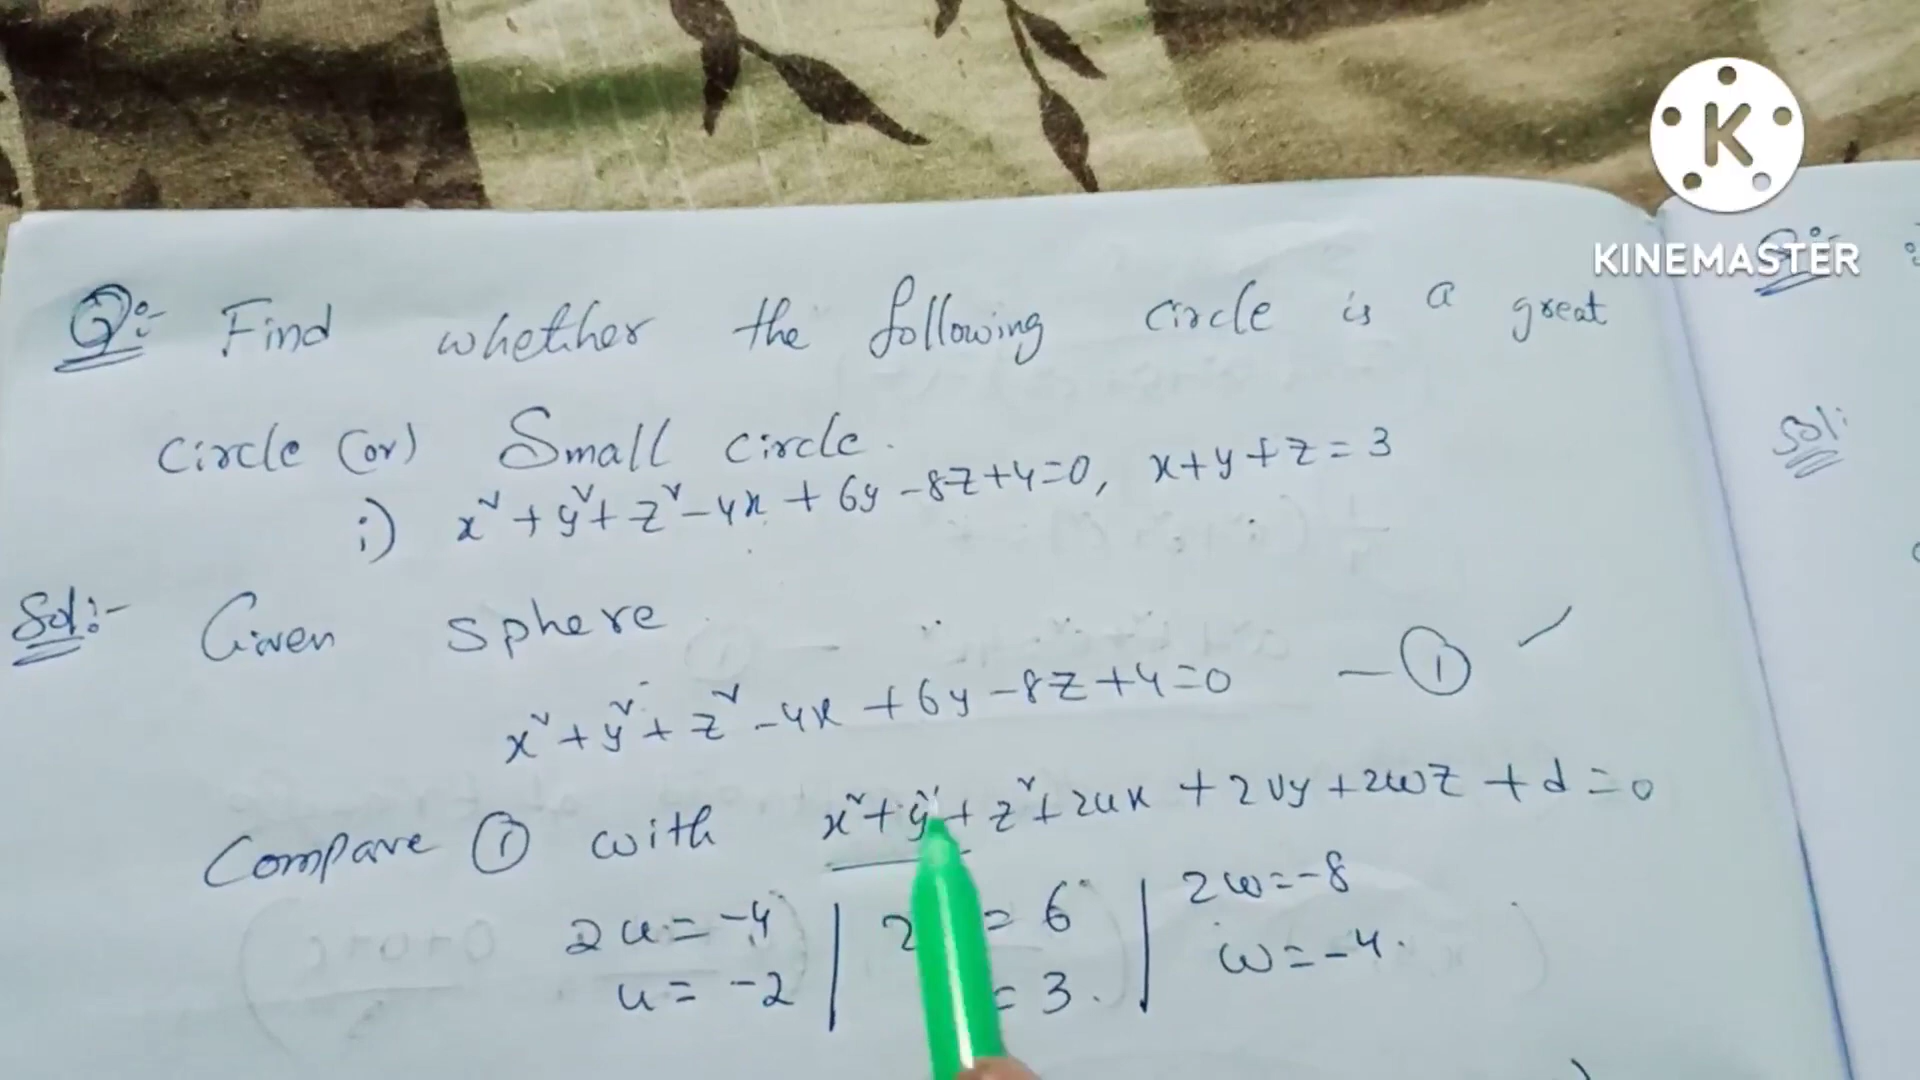 Q:- Find whether the following circle is a great
circle (or) Small circle.
i) x² + y² + z² - 4x + 6y - 8z + 4 = 0, x + y + z = 3
Sol:- Given sphere
x² + y² + z² - 4x + 6y - 8z + 4 = 0 — ①
Compare ① with x² + y² + z² + 2ux + 2vy + 2wz + d = 0
2u = -4 | 2 = 6 | 2w = -8
u = -2 | = 3. | w = -4.
K
KINEMASTER
Q:-
Sol: